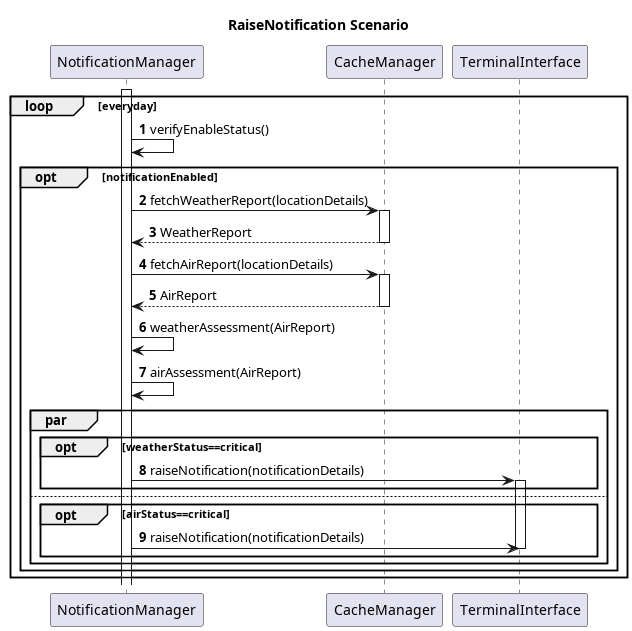 RaiseNotification Scenario
NotificationManager CacheManager TerminalInterface
loop [everyday]
1 verifyEnableStatus()
opt [notificationEnabled]
2 fetchWeatherReport(locationDetails)
3 WeatherReport
4 fetchAirReport(locationDetails)
5 AirReport
6 weatherAssessment(AirReport)
7 airAssessment(AirReport)
par
opt [weatherStatus==critical]
8 raiseNotification(notificationDetails)
opt [airStatus==critical]
9 raiseNotification(notificationDetails)
NotificationManager CacheManager TerminalInterface